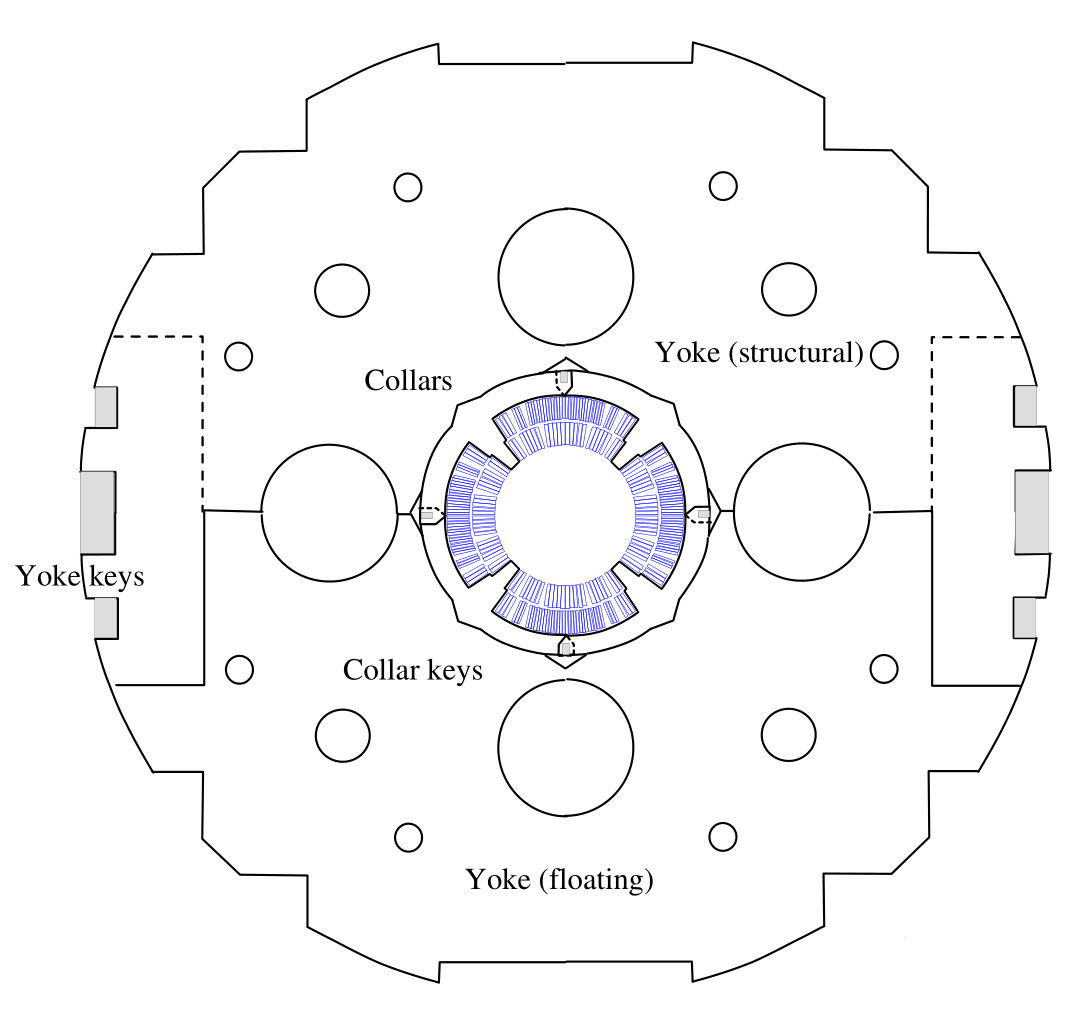 Yoke (structural)
Collars
Yoke keys
Collar keys
Yoke (floating)